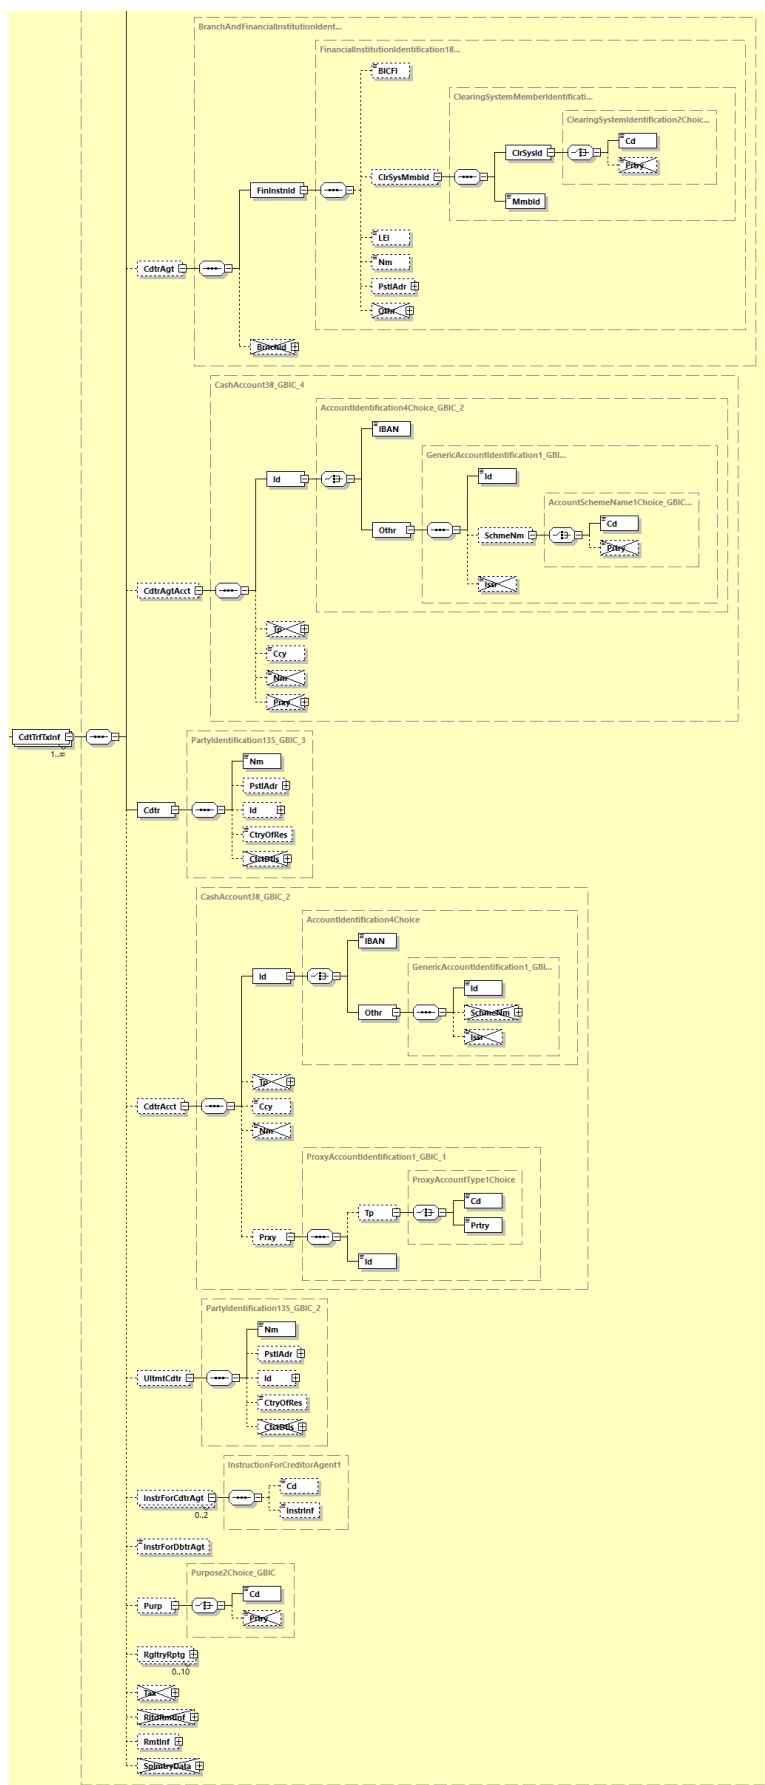 BranchAndFinancialInstitutionIdent...
FinancialInstitutionIdentification18...
BICFI
ClearingSystemMemberIdentificati...
ClearingSystemIdentification2Choic...
Cd
ClrSysId
Prtry
ClrSysMmbId
FinInstnId
MmbId
LEI
Nm
CdtrAgt
PstlAdr
Othr
BrnchId
CashAccount38_GBIC_4
AccountIdentification4Choice_GBIC_2
IBAN
GenericAccountIdentification1_GBI...
Id
Id
AccountSchemeName1Choice_GBIC...
Cd
Othr
SchmeNm
Prtry
Issr
CdtrAgtAcct
Tp
Ccy
Nm
Prxy
CdtTrfTxInf
1..∞
PartyIdentification135_GBIC_3
Nm
PstlAdr
Cdtr
Id
CtryOfRes
CtctDtls
CashAccount38_GBIC_2
AccountIdentification4Choice
IBAN
GenericAccountIdentification1_GBI...
Id
Id
Othr
SchmeNm
Issr
Tp
CdtrAcct
Ccy
Nm
ProxyAccountIdentification1_GBIC_1
ProxyAccountType1Choice
Cd
Tp
Prtry
Prxy
Id
PartyIdentification135_GBIC_2
Nm
PstlAdr
UltmtCdtr
Id
CtryOfRes
CtctDtls
InstructionForCreditorAgent1
Cd
InstrForCdtrAgt
0..2
InstrInf
InstrForDbtrAgt
Purpose2Choice_GBIC
Cd
Purp
Prtry
RgltryRptg
0..10
Tax
RltdRmtInf
RmtInf
SplmtryData